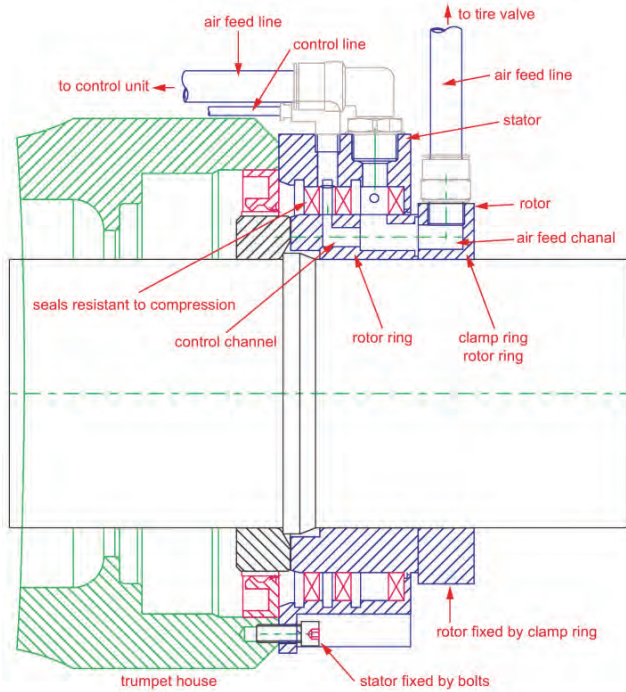 to tire valve
air feed line
control line
to control unit
air feed line
stator
rotor
air feed chanal
seals resistant to compression
control channel
rotor ring
clamp ring
rotor ring
rotor fixed by clamp ring
trumpet house
stator fixed by bolts